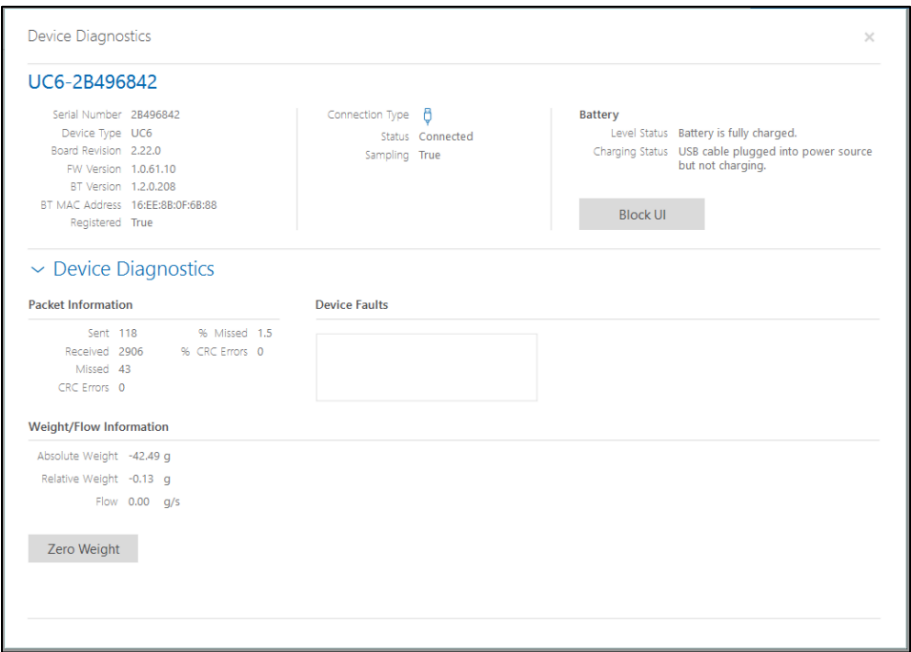 Device Diagnostics
×
UC6-2B496842
Serial Number 2B496842
Device Type UC6
Board Revision 2.22.0
FW Version 1.0.61.10
BT Version 1.2.0.208
BT MAC Address 16:EE:8B:0F:6B:88
Registered True
Connection Type
Status Connected
Sampling True
Battery
Level Status Battery is fully charged.
Charging Status USB cable plugged into power source
but not charging.
Block UI
Device Diagnostics
Packet Information
Sent 118 % Missed 1.5
Received 2906 % CRC Errors 0
Missed 43
CRC Errors 0
Device Faults
Weight/Flow Information
Absolute Weight -42.49 g
Relative Weight -0.13 g
Flow 0.00 g/s
Zero Weight